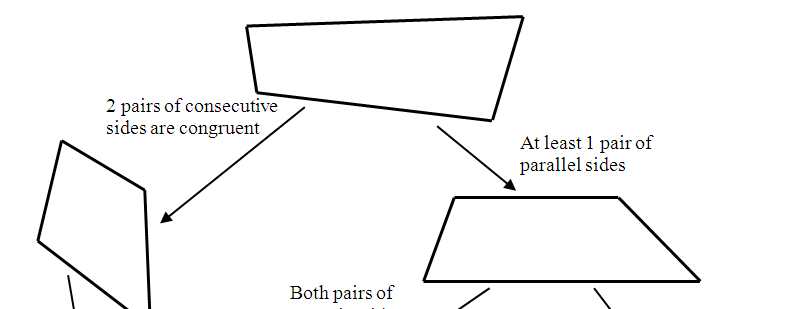 2 pairs of consecutive
sides are congruent
At least 1 pair of
parallel sides
Both pairs of